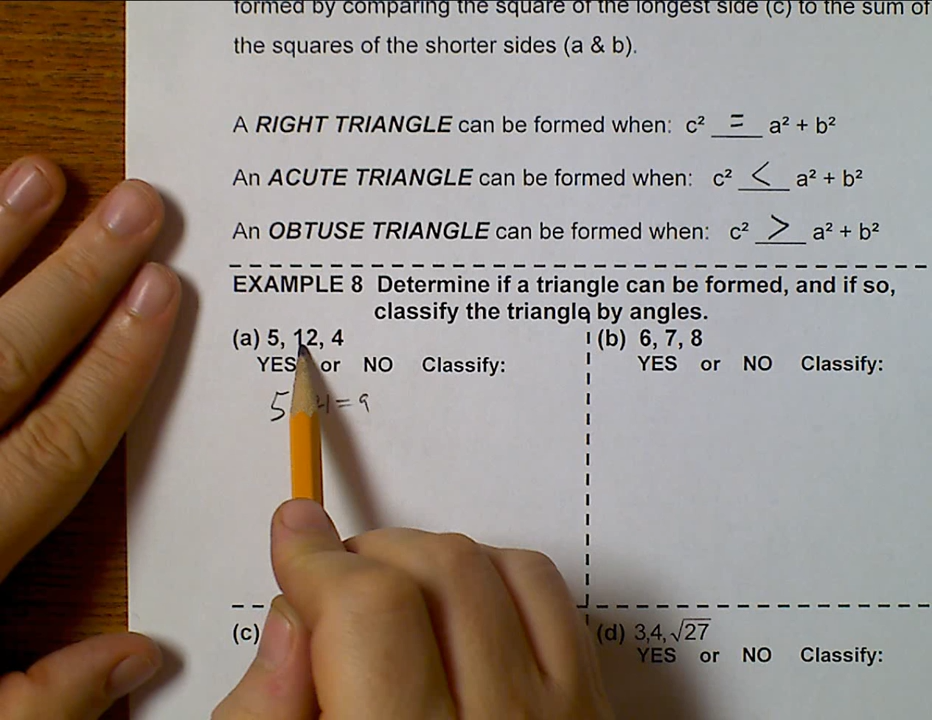 formed by comparing the square of the longest side (c) to the sum of
the squares of the shorter sides (a & b).
A RIGHT TRIANGLE can be formed when: c² = a² + b²
An ACUTE TRIANGLE can be formed when: c² < a² + b²
An OBTUSE TRIANGLE can be formed when: c² > a² + b²
EXAMPLE 8 Determine if a triangle can be formed, and if so,
classify the triangle by angles.
(a) 5, 12, 4
YES or NO Classify:
5 4 = 9
(b) 6, 7, 8
YES or NO Classify:
(c)
(d) 3,4,√27
YES or NO Classify: